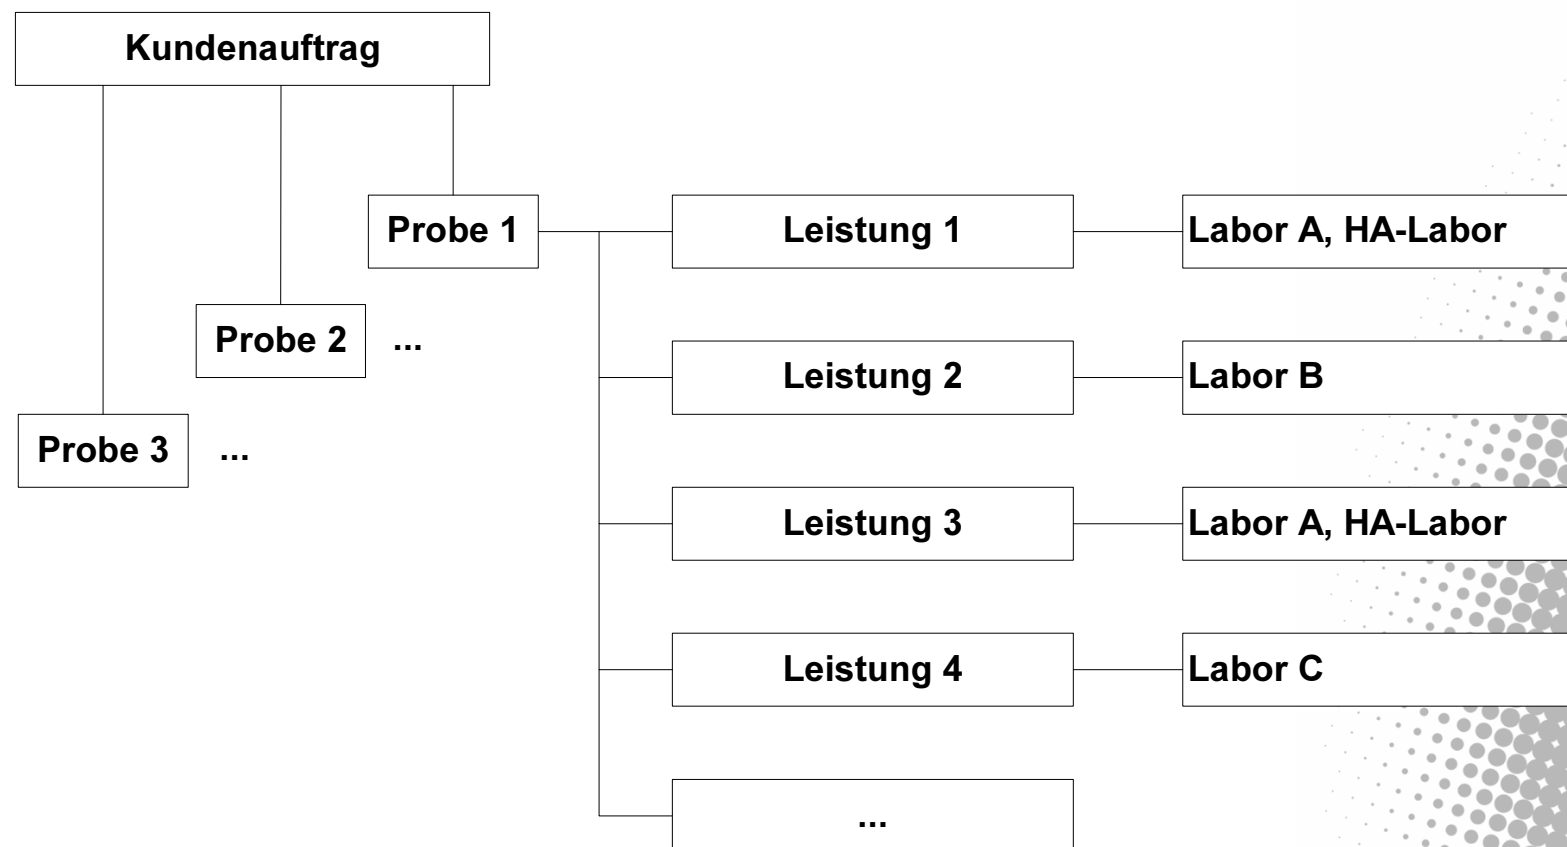 Kundenauftrag
Probe 1
Leistung 1
Labor A, HA-Labor
Probe 2
...
Leistung 2
Labor B
Probe 3
...
Leistung 3
Labor A, HA-Labor
Leistung 4
Labor C
...